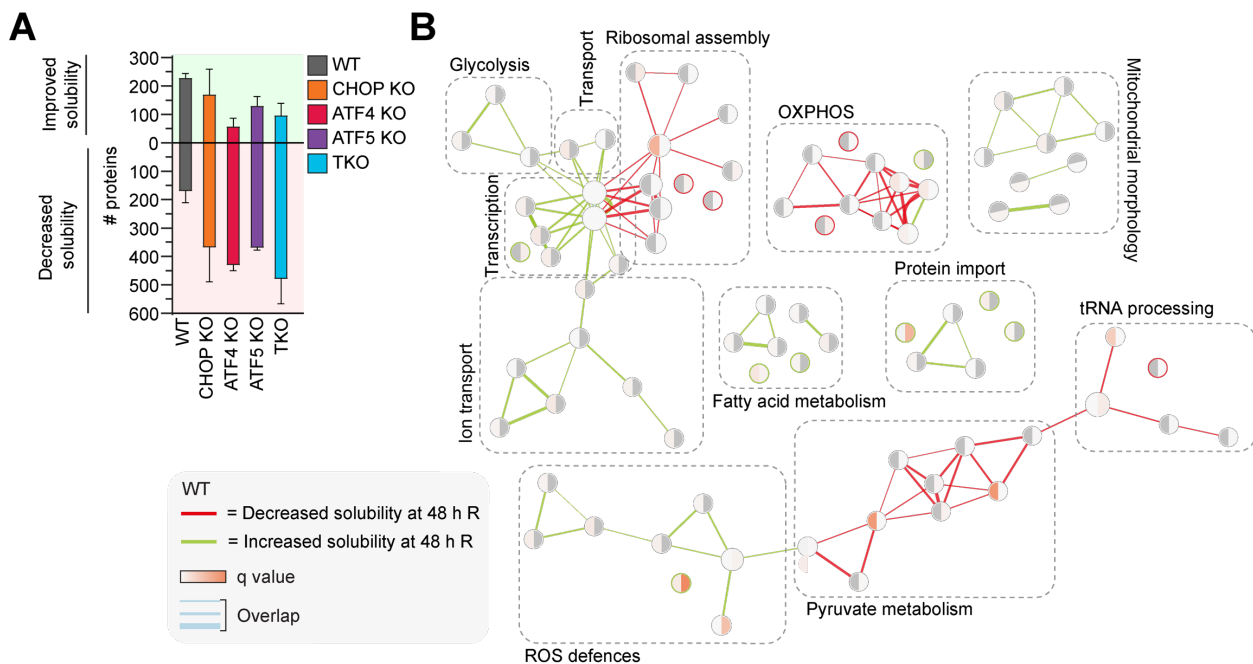 A
Improved
solubility
Decreased
solubility
# proteins
300
200
100
0
100
200
300
400
500
600
WT
CHOP KO
ATF4 KO
ATF5 KO
TKO
WT
CHOP KO
ATF4 KO
ATF5 KO
TKO
B
Glycolysis
Transport
Ribosomal assembly
OXPHOS
Mitochondrial morphology
Transcription
Protein import
tRNA processing
Ion transport
Fatty acid metabolism
Pyruvate metabolism
ROS defences
WT
= Decreased solubility at 48 h R
= Increased solubility at 48 h R
q value
Overlap